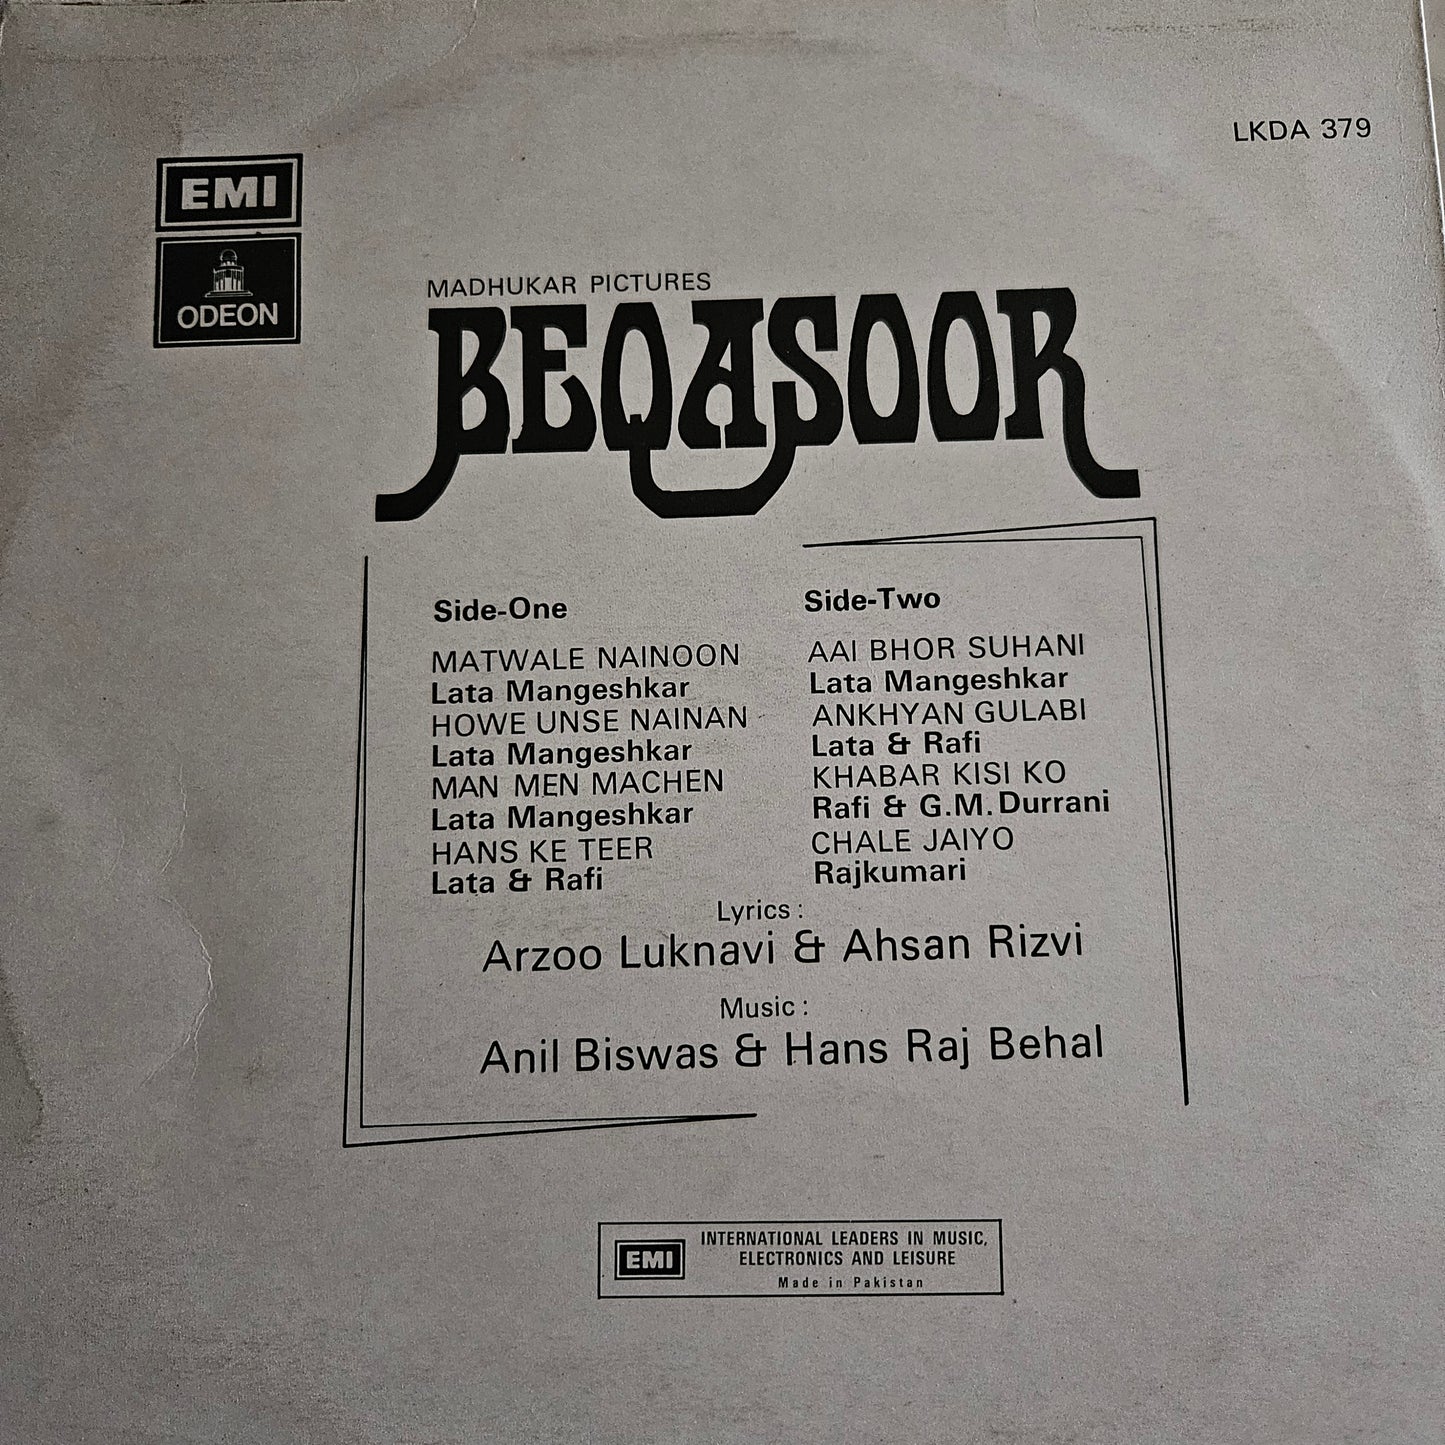 LKDA 379
EMI
ODEON
MADHUKAR PICTURES
BEQASOOR
Side-One
MATWALE NAINOON
Lata Mangeshkar
HOWE UNSE NAINAN
Lata Mangeshkar
MAN MEN MACHEN
Lata Mangeshkar
HANS KE TEER
Lata & Rafi
Side-Two
AAI BHOR SUHANI
Lata Mangeshkar
ANKHYAN GULABI
Lata & Rafi
KHABAR KISI KO
Rafi & G.M. Durrani
CHALE JAIYO
Rajkumari
Lyrics :
Arzoo Luknavi & Ahsan Rizvi
Music :
Anil Biswas & Hans Raj Behal
EMI
INTERNATIONAL LEADERS IN MUSIC,
ELECTRONICS AND LEISURE
Made in Pakistan